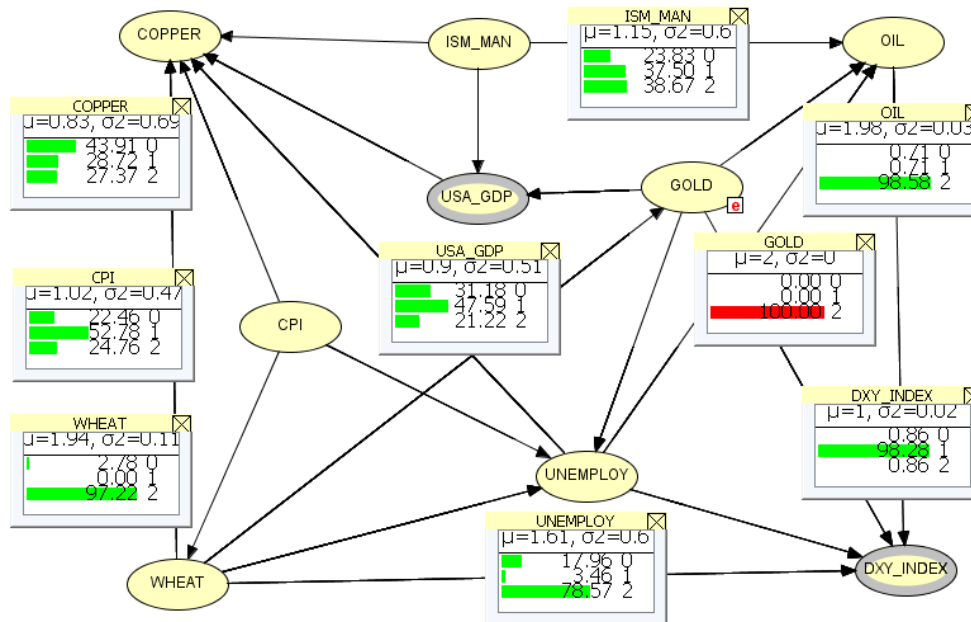 ISM_MAN
μ=1.15, σ2=0.6
23.83 0
37.50 1
38.67 2
COPPER
ISM_MAN
OIL
COPPER
μ=0.83, σ2=0.69
43.91 0
28.72 1
27.37 2
OIL
μ=1.98, σ2=0.03
0.71 0
0.71 1
98.58 2
USA_GDP
GOLD
e
USA_GDP
μ=0.9, σ2=0.51
31.18 0
47.59 1
21.22 2
GOLD
μ=2, σ2=0
0.00 0
0.00 1
100.00 2
CPI
μ=1.02, σ2=0.47
22.46 0
52.78 1
24.76 2
CPI
WHEAT
μ=1.94, σ2=0.11
2.78 0
0.00 1
97.22 2
DXY_INDEX
μ=1, σ2=0.02
0.86 0
98.28 1
0.86 2
UNEMPLOY
UNEMPLOY
μ=1.61, σ2=0.6
17.96 0
3.46 1
78.57 2
WHEAT
DXY_INDEX